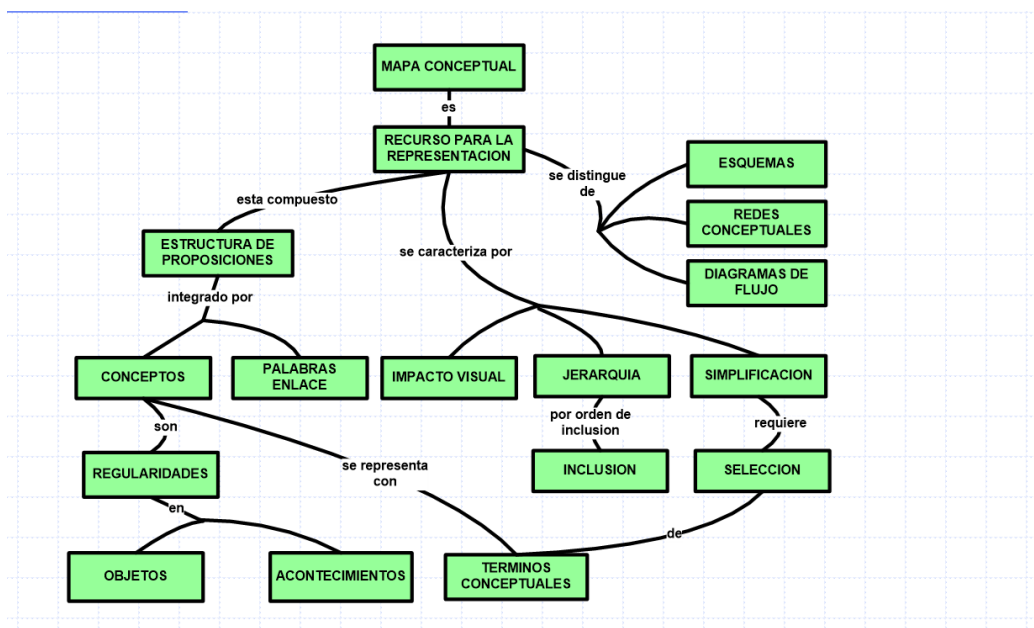 MAPA CONCEPTUAL
es
RECURSO PARA LA
REPRESENTACION
se distingue
de
ESQUEMAS
REDES
CONCEPTUALES
DIAGRAMAS DE
FLUJO
esta compuesto
ESTRUCTURA DE
PROPOSICIONES
se caracteriza por
integrado por
CONCEPTOS
PALABRAS
ENLACE
IMPACTO VISUAL
JERARQUIA
SIMPLIFICACION
son
por orden de
inclusion
requiere
REGULARIDADES
se representa
con
INCLUSION
SELECCION
en
de
OBJETOS
ACONTECIMIENTOS
TERMINOS
CONCEPTUALES